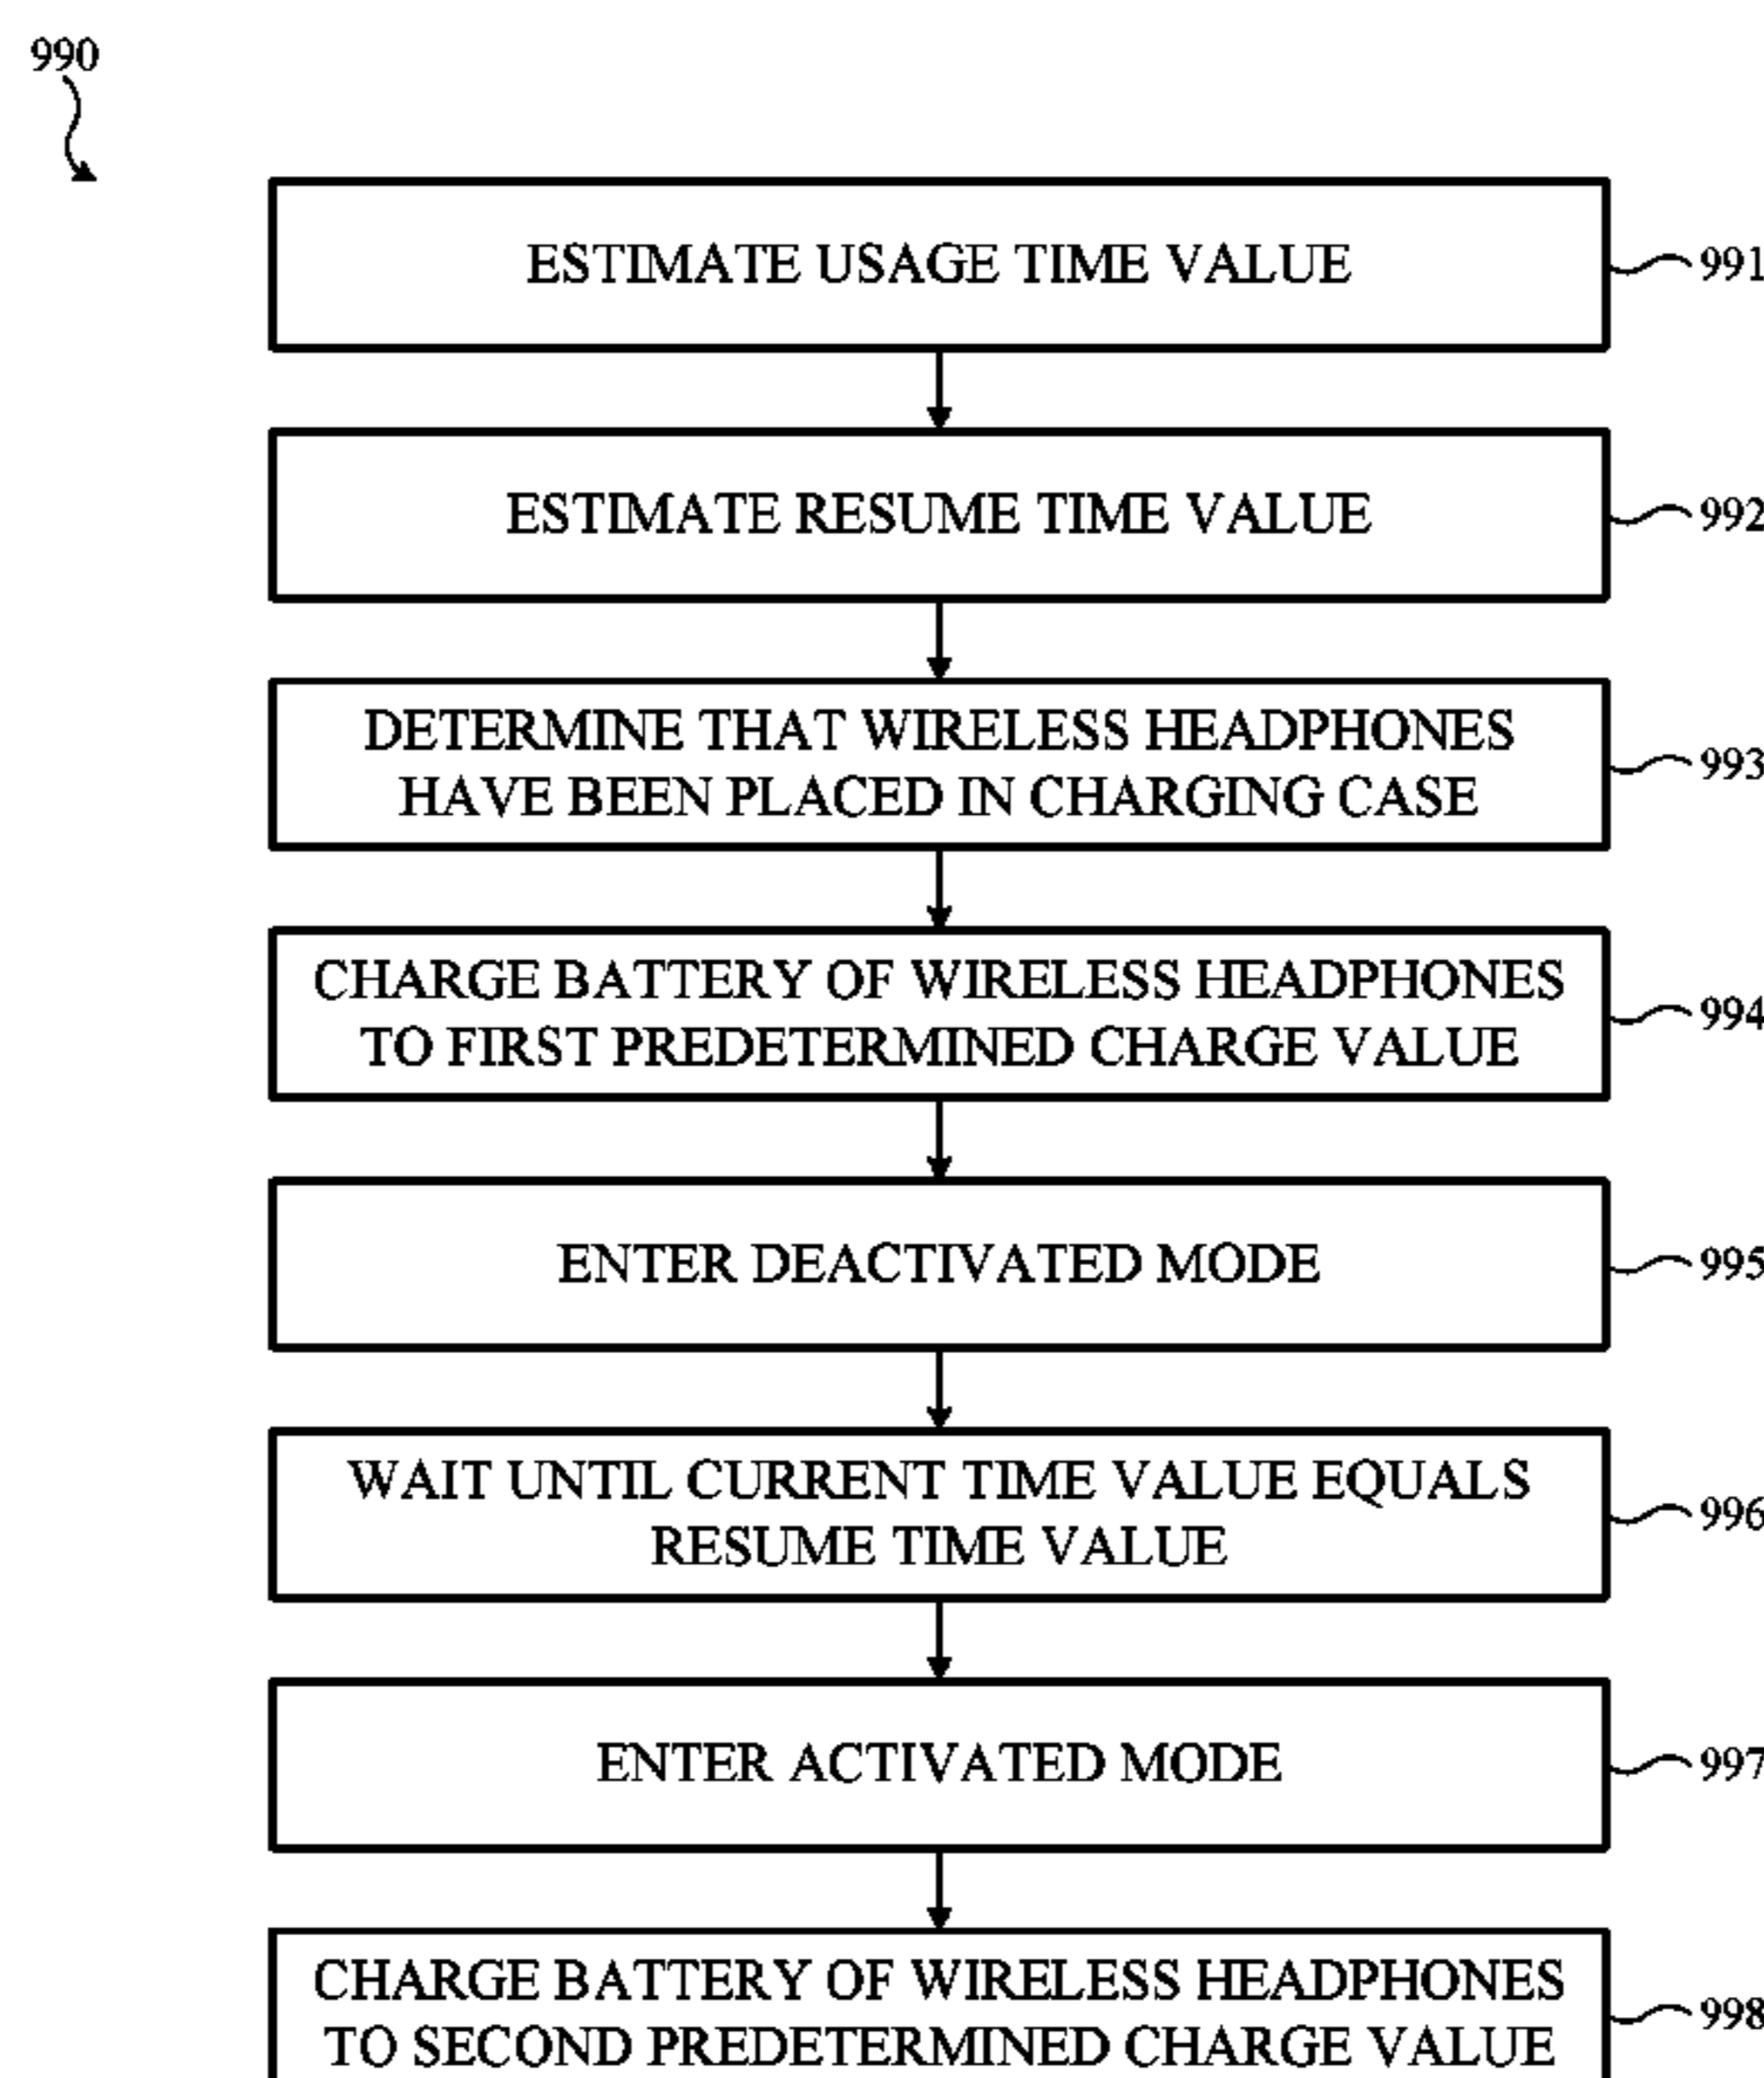 990
ESTIMATE USAGE TIME VALUE
991
ESTIMATE RESUME TIME VALUE
992
DETERMINE THAT WIRELESS HEADPHONES
HAVE BEEN PLACED IN CHARGING CASE
993
CHARGE BATTERY OF WIRELESS HEADPHONES
TO FIRST PREDETERMINED CHARGE VALUE
994
ENTER DEACTIVATED MODE
995
WAIT UNTIL CURRENT TIME VALUE EQUALS
RESUME TIME VALUE
996
ENTER ACTIVATED MODE
997
CHARGE BATTERY OF WIRELESS HEADPHONES
TO SECOND PREDETERMINED CHARGE VALUE
998